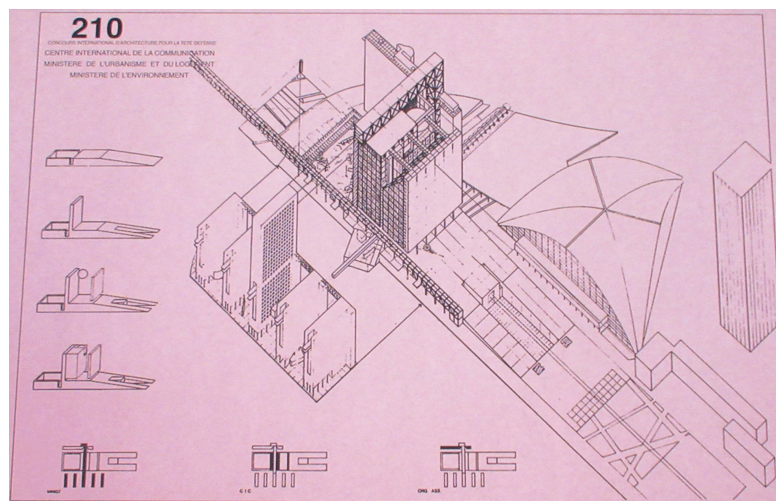 210
CONCOURS INTERNATIONAL D'ARCHITECTURE POUR LA TETE DEFENSE
CENTRE INTERNATIONAL DE LA COMMUNICATION
MINISTERE DE L'URBANISME ET DU LOGEMENT
MINISTERE DE L'ENVIRONNEMENT
C I C